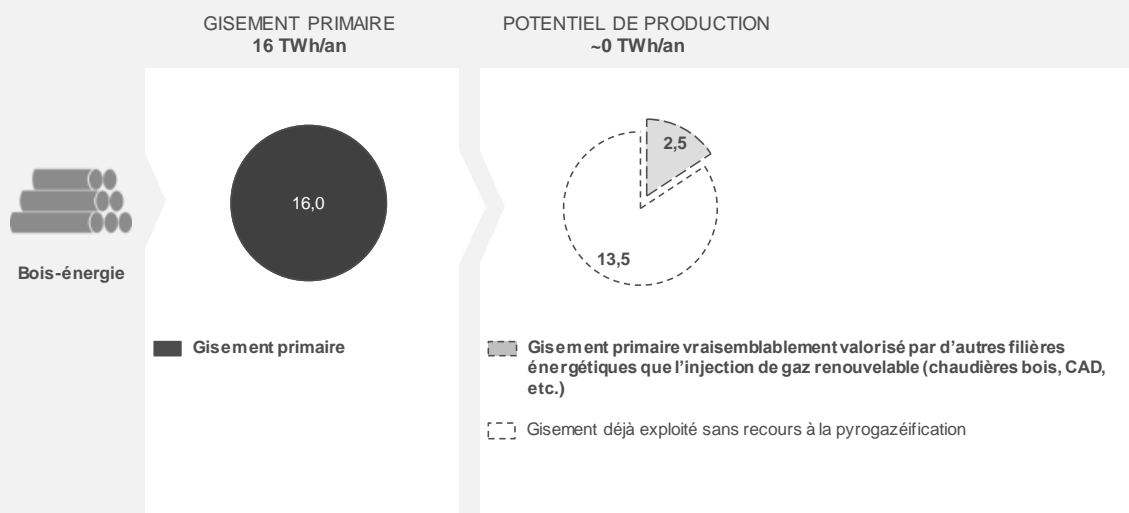 GISEMENT PRIMAIRE
16 TWh/an
POTENTIEL DE PRODUCTION
~0 TWh/an
Bois-énergie
16,0
2,5
13,5
Gisement primaire
Gisement primaire vraisemblablement valorisé par d'autres filières
énergétiques que l'injection de gaz renouvelable (chaudières bois, CAD,
etc.)
Gisement déjà exploité sans recours à la pyrogazéification